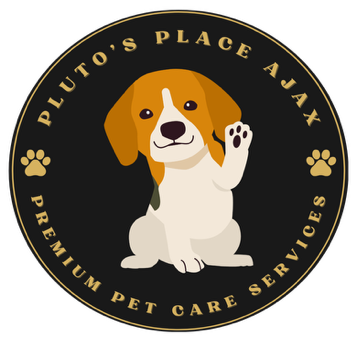 PLUTO'S PLACE AJAX
PREMIUM PET CARE SERVICES